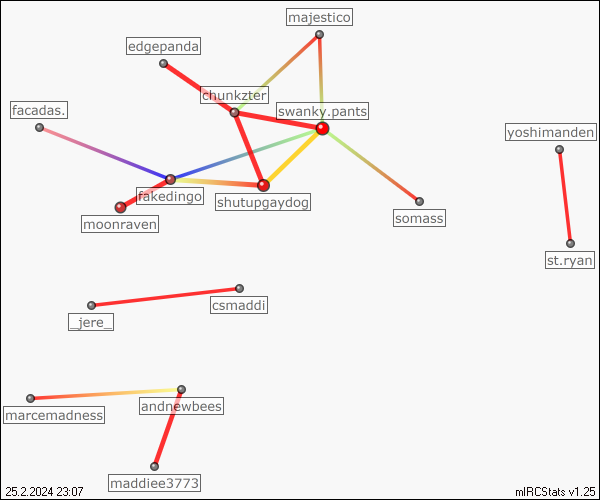 majestico
edgepanda
chunkzter
swanky.pants
facadas.
yoshimanden
fakedingo
shutupgaydog
moonraven
somass
st.ryan
csmaddi
_jere_
marcemadness
andnewbees
maddiee3773
25.2.2024 23:07
mIRCStats v1.25